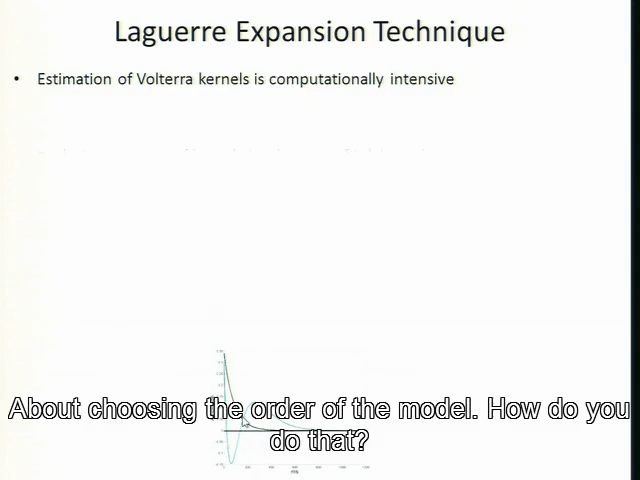 Laguerre Expansion Technique
• Estimation of Volterra kernels is computationally intensive
About choosing the order of the model. How do you
do that?
ms